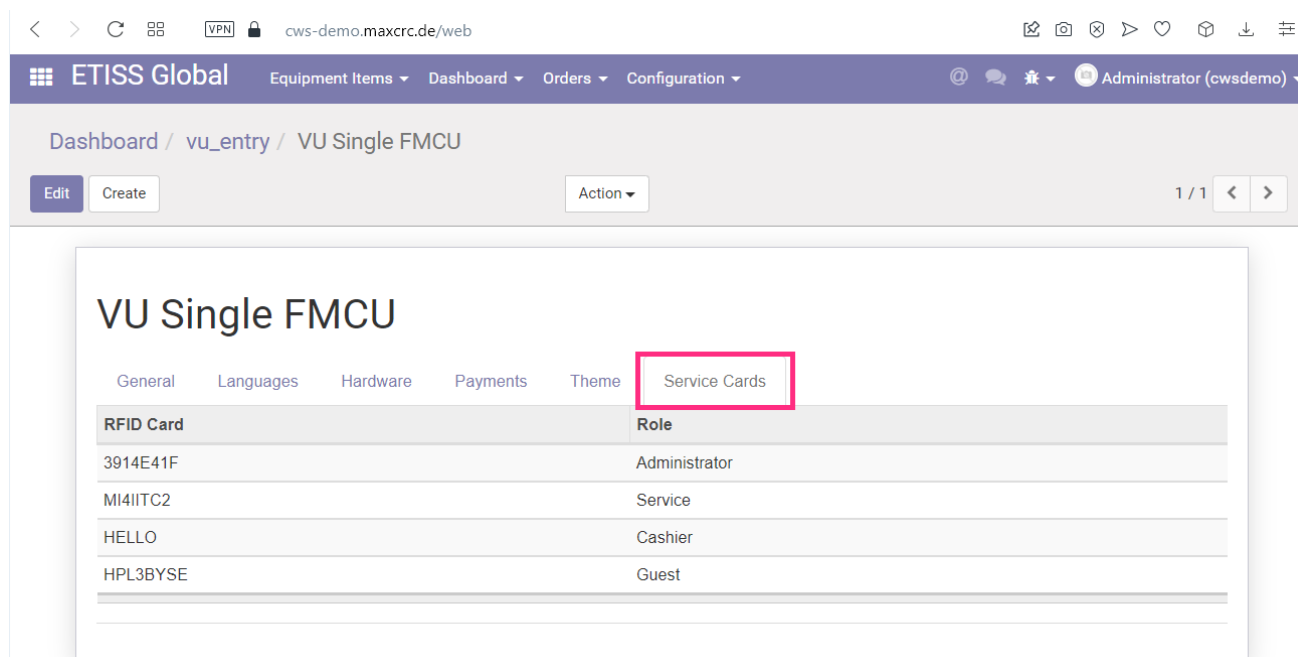 VPN cws-demo.maxcrc.de/web
ETISS Global Equipment Items Dashboard Orders Configuration @ Administrator (cwsdemo)
Dashboard / vu_entry / VU Single FMCU
Edit Create Action 1 / 1
VU Single FMCU
General Languages Hardware Payments Theme Service Cards
RFID Card Role
3914E41F Administrator
MI4IITC2 Service
HELLO Cashier
HPL3BYSE Guest